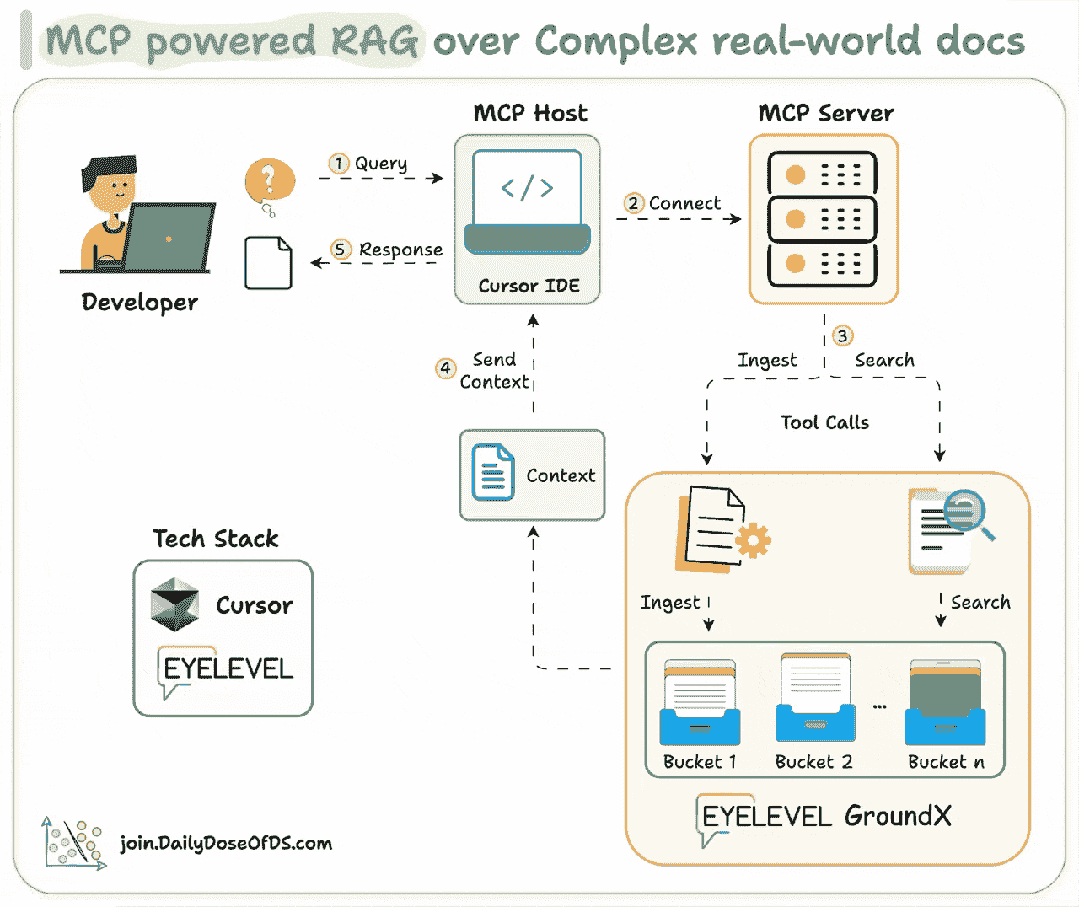 MCP powered RAG over Complex real-world docs
MCP Host
MCP Server
1 Query
</>
2 Connect
5 Response
Cursor IDE
Developer
3
Ingest
Search
4 Send
Context
Tool Calls
Context
Tech Stack
Cursor
EYELEVEL
Ingest
Search
...
Bucket 1
Bucket 2
Bucket n
EYELEVEL GroundX
join.DailyDoseOfDS.com
?